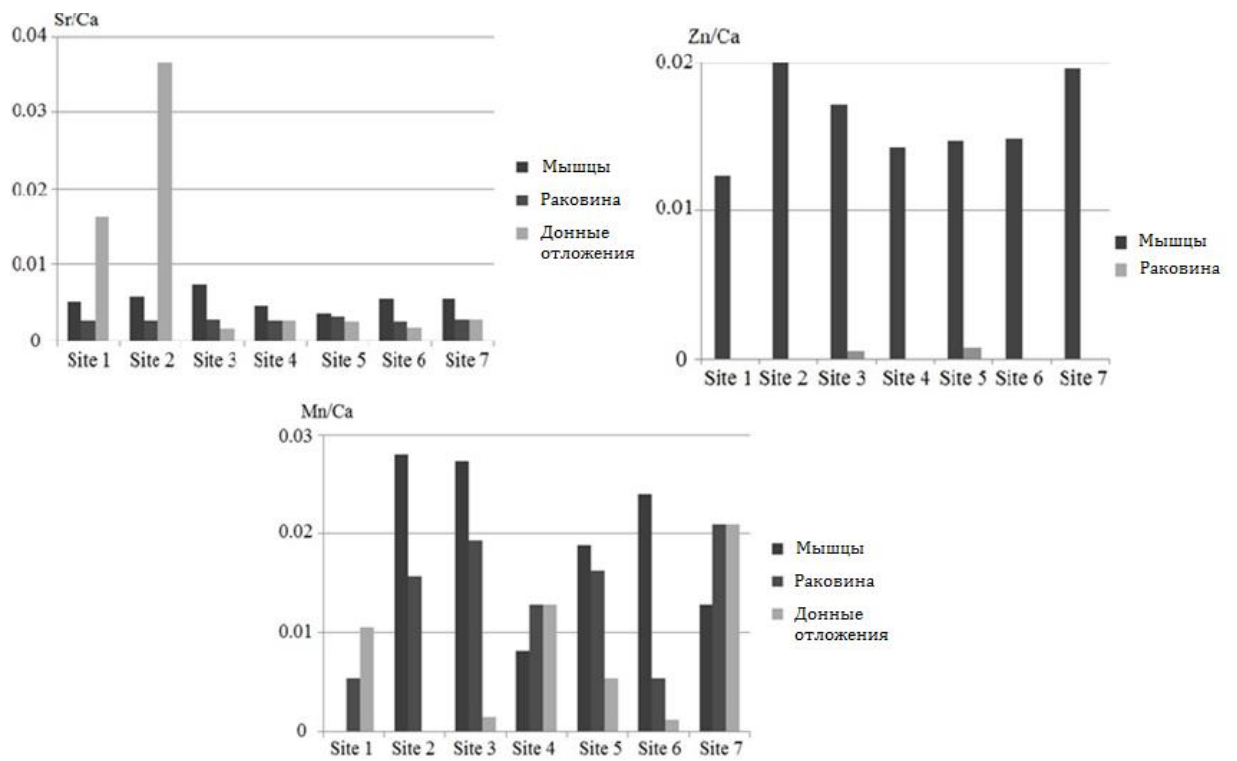 Sr/Ca
0.04
0.03
0.02
0.01
0
Site 1 Site 2 Site 3 Site 4 Site 5 Site 6 Site 7
Мышцы
Раковина
Донные
отложения
Zn/Ca
0.02
0.01
0
Site 1 Site 2 Site 3 Site 4 Site 5 Site 6 Site 7
Мышцы
Раковина
Mn/Ca
0.03
0.02
0.01
0
Site 1 Site 2 Site 3 Site 4 Site 5 Site 6 Site 7
Мышцы
Раковина
Донные
отложения